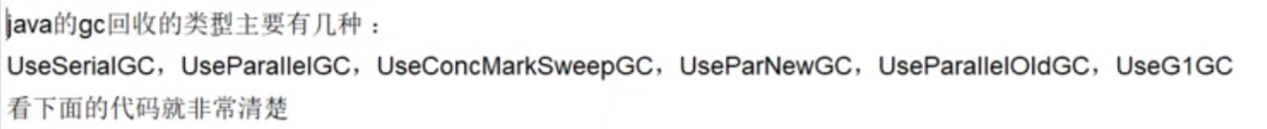 java的gc回收的类型主要有几种：
UseSerialGC，UseParallelGC，UseConcMarkSweepGC，UseParNewGC，UseParallelOldGC，UseG1GC
看下面的代码就非常清楚